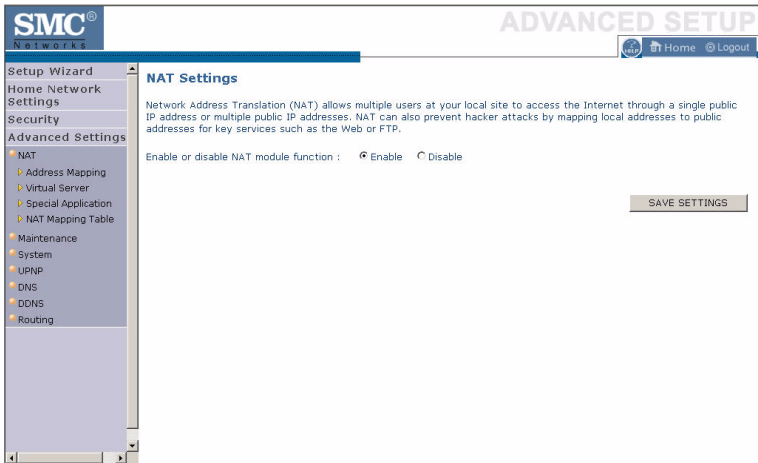 SMC®
Networks
ADVANCED SETUP
HELP
Home
Logout
Setup Wizard
Home Network
Settings
Security
Advanced Settings
NAT
Address Mapping
Virtual Server
Special Application
NAT Mapping Table
Maintenance
System
UPNP
DNS
DDNS
Routing
NAT Settings
Network Address Translation (NAT) allows multiple users at your local site to access the Internet through a single public
IP address or multiple public IP addresses. NAT can also prevent hacker attacks by mapping local addresses to public
addresses for key services such as the Web or FTP.
Enable or disable NAT module function : Enable Disable
SAVE SETTINGS